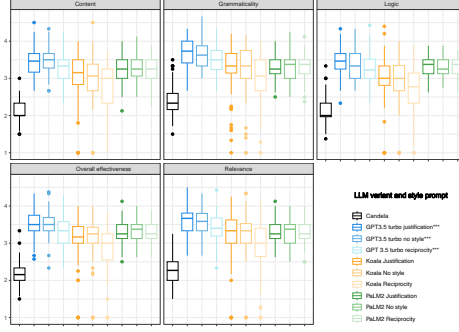 Content
Grammaticality
Logic
4
3
2
1
Overall effectiveness
Relevance
4
3
2
1
LLM variant and style prompt
Candela
GPT3.5 turbo justification***
GPT3.5 turbo no style***
GPT 3.5 turbo reciprocity***
Koala Justification
Koala No style
Koala Reciprocity
PaLM2 Justification
PaLM2 No style
PaLM2 Reciprocity